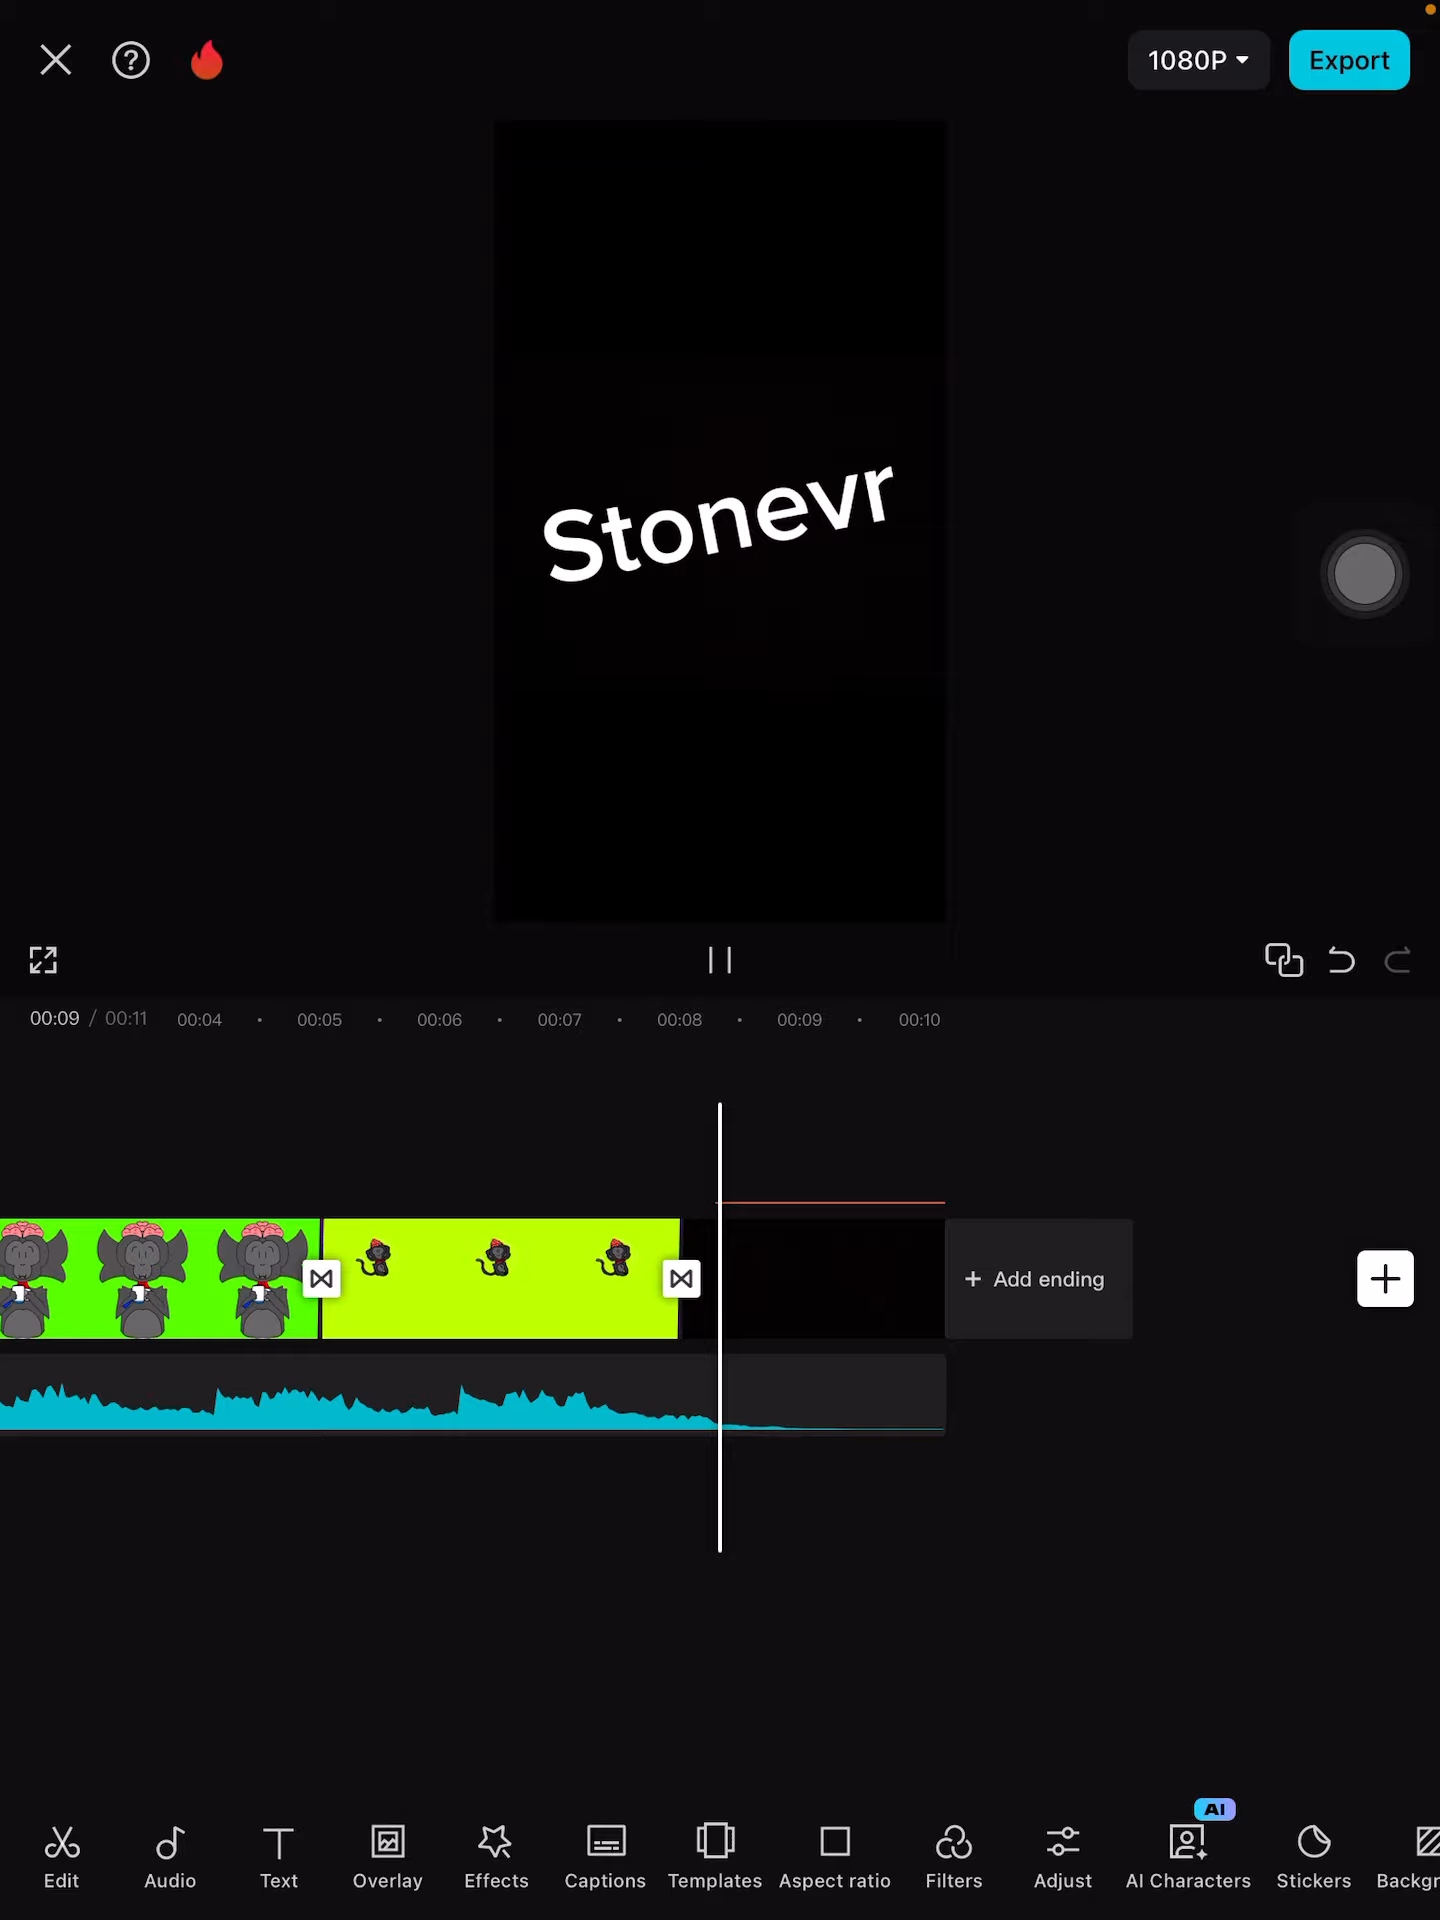 1080P
Export
Stonevr
00:09 / 00:11 00:04 00:05 00:06 00:07 00:08 00:09 00:10
+ Add ending
AI
Edit Audio Text Overlay Effects Captions Templates Aspect ratio Filters Adjust AI Characters Stickers Backgr